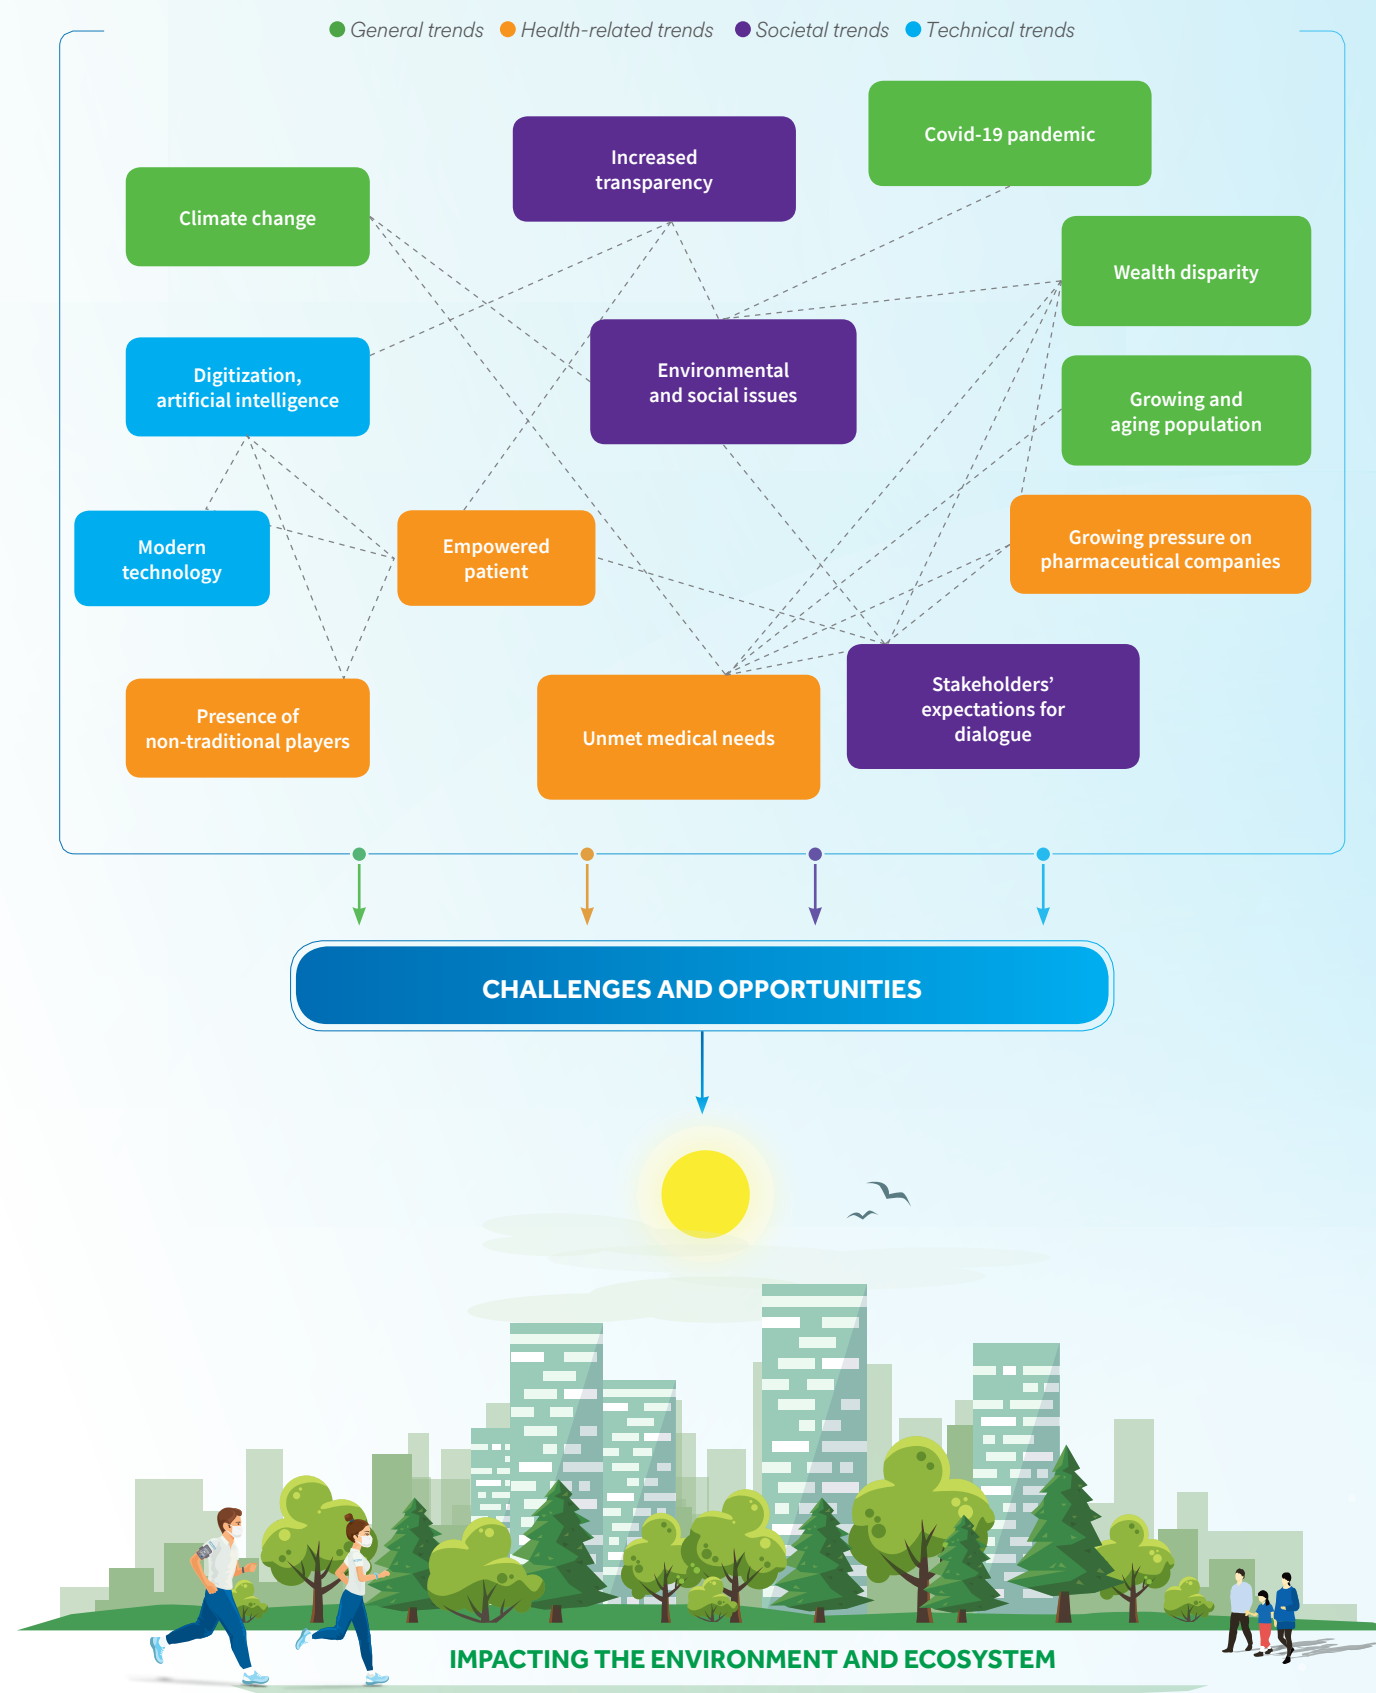 General trends
Health-related trends
Societal trends
Technical trends
Covid-19 pandemic
Increased
transparency
Climate change
Wealth disparity
Digitization,
artificial intelligence
Environmental
and social issues
Growing and
aging population
Modern
technology
Empowered
patient
Growing pressure on
pharmaceutical companies
Presence of
non-traditional players
Unmet medical needs
Stakeholders’
expectations for
dialogue
CHALLENGES AND OPPORTUNITIES
IMPACTING THE ENVIRONMENT AND ECOSYSTEM